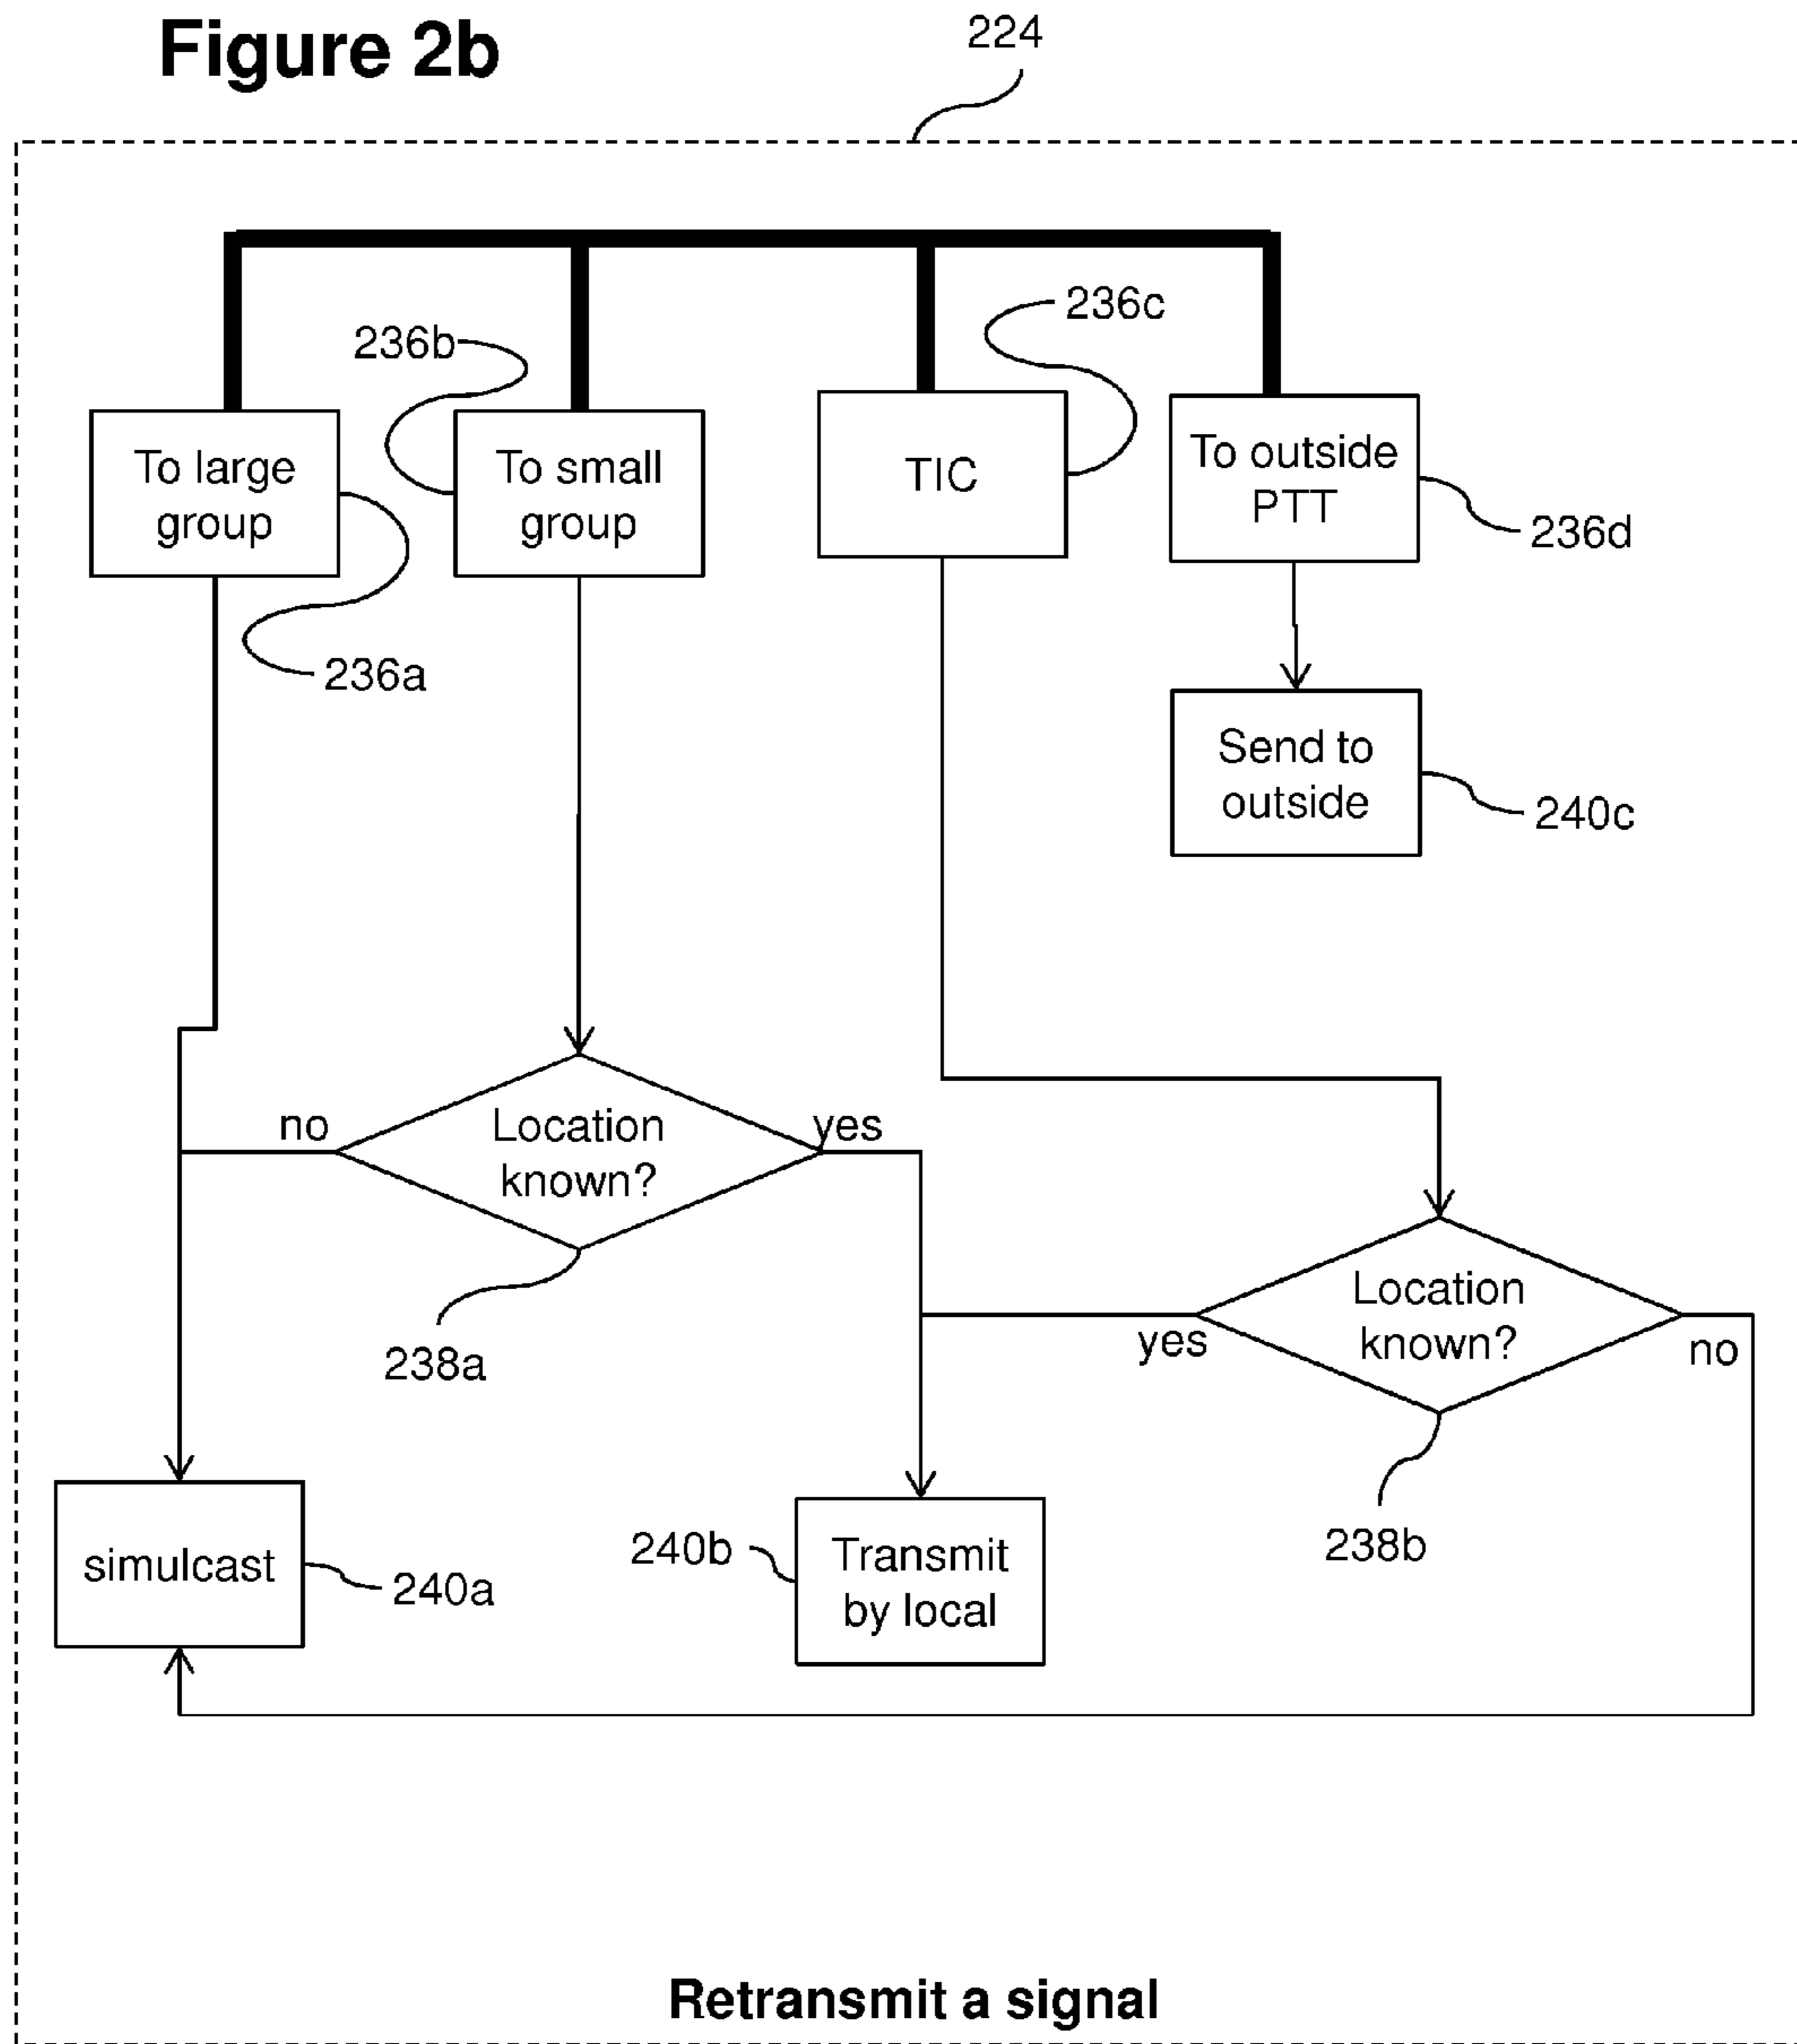 Figure 2b
224
236c
236b
To large
group
To small
group
TIC
To outside
PTT
236d
236a
Send to
outside
240c
no
Location
known?
yes
238a
Location
known?
yes
no
238b
simulcast
240a
240b
Transmit
by local
Retransmit a signal